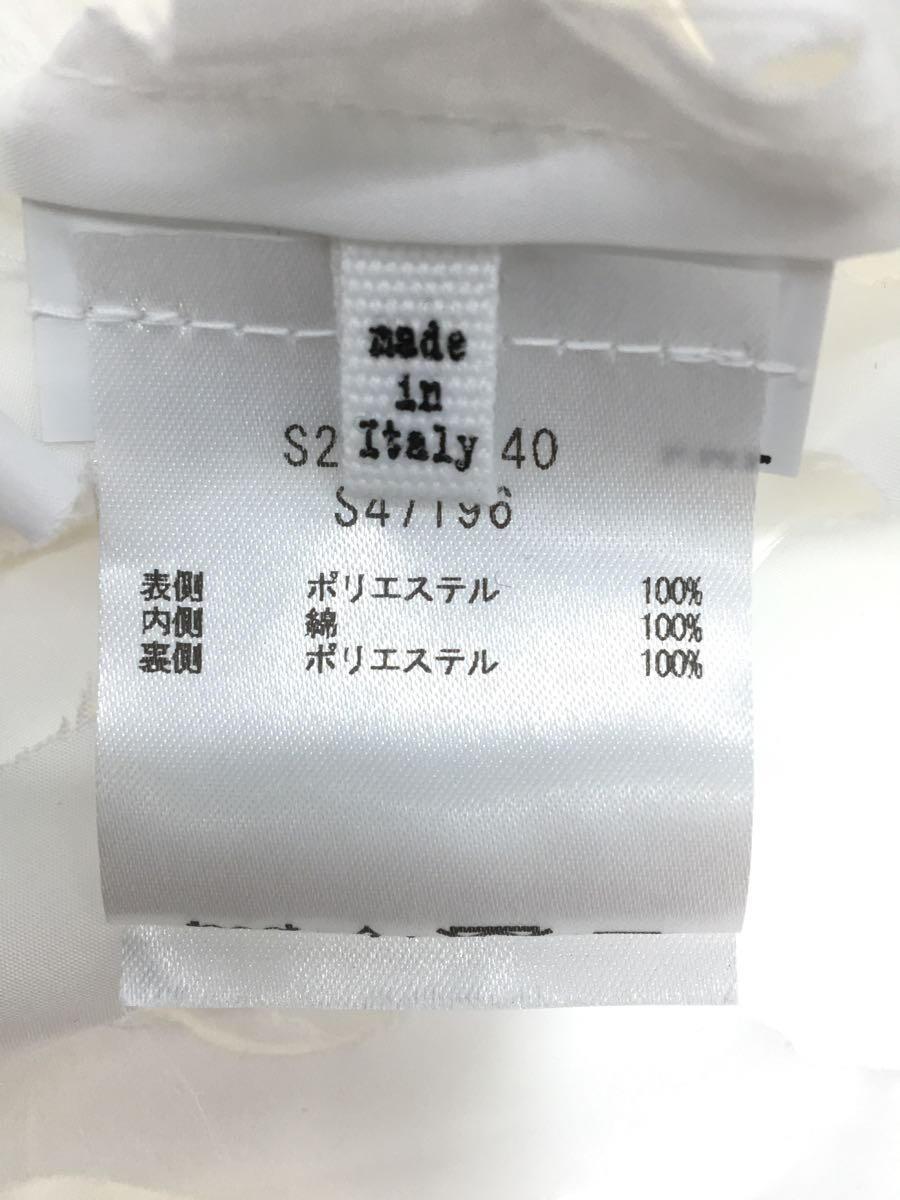 made
in
Italy
S2 40
S47196
表側 ポリエステル 100%
内側 綿 100%
裏側 ポリエステル 100%